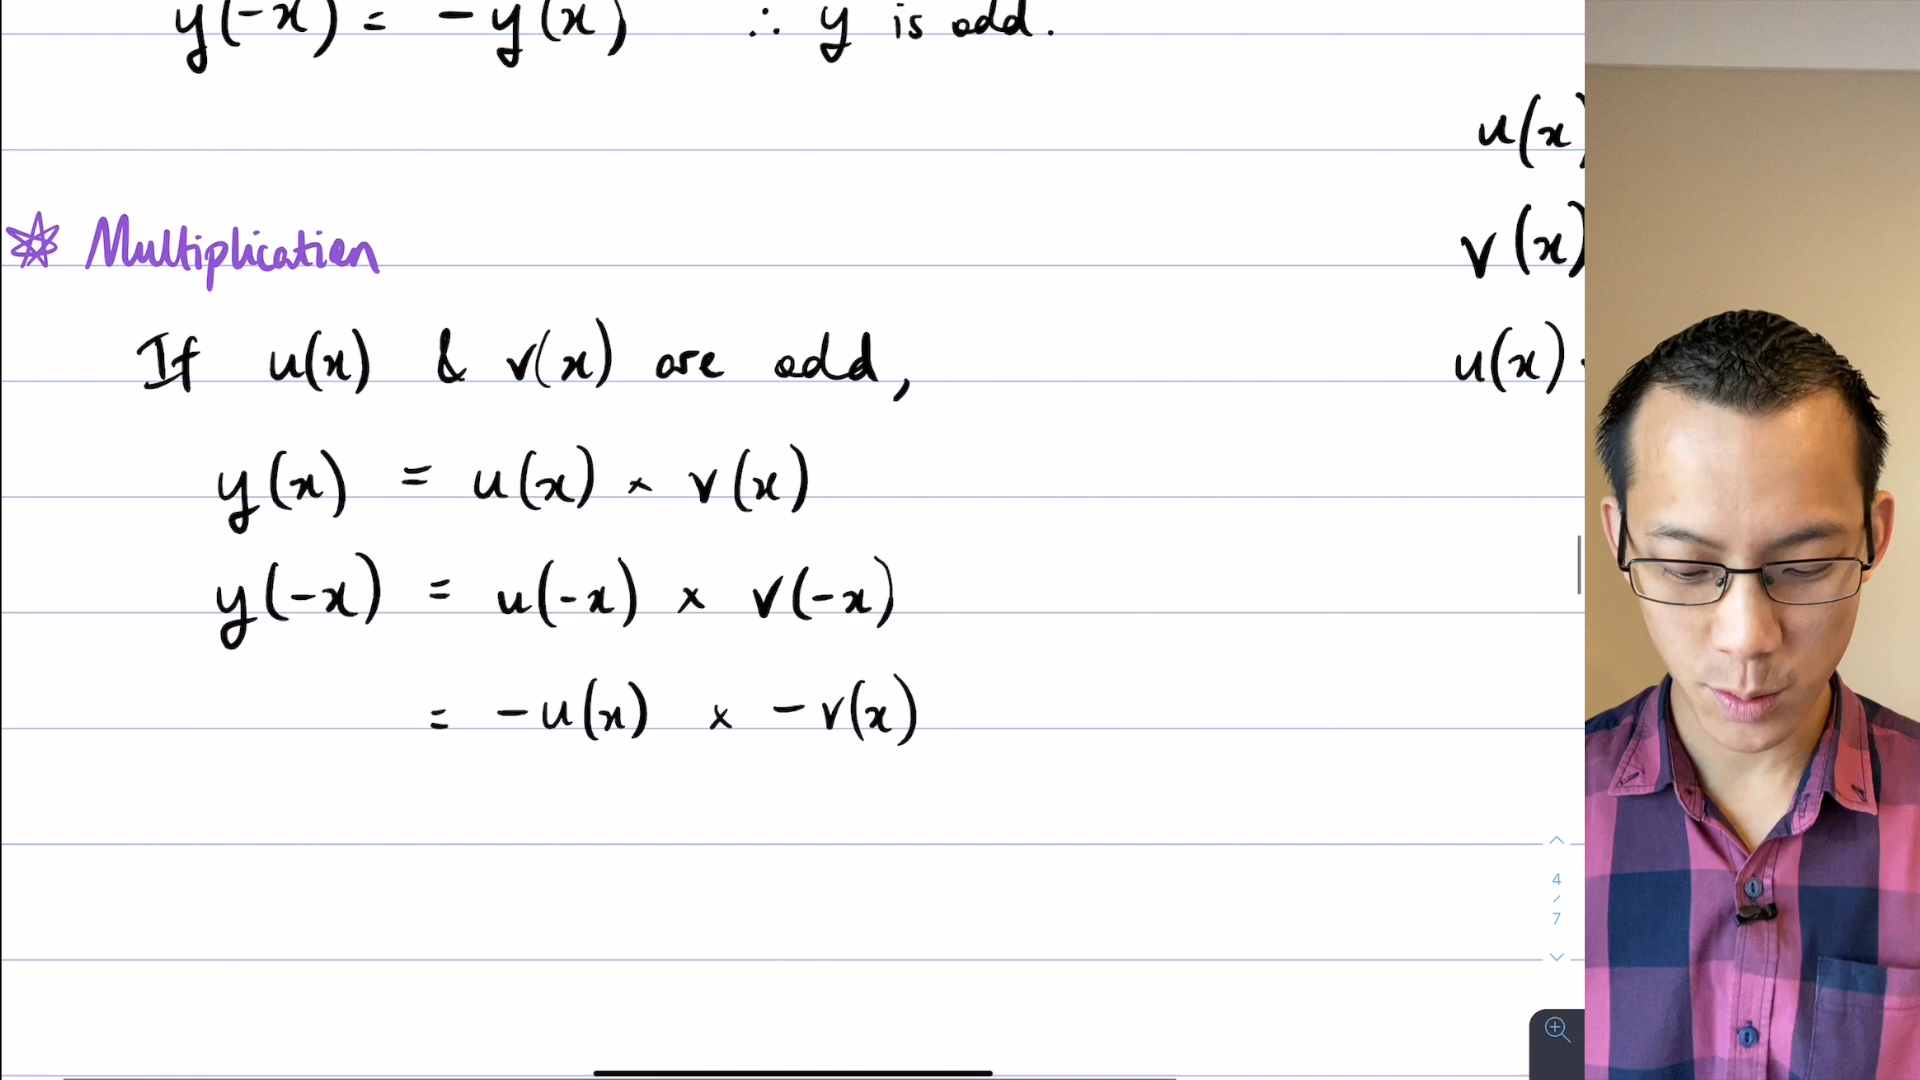 y(-x) = -y(x) ∴ y is odd.
u(x)
v(x)
Multiplication
If u(x) & v(x) are odd,
u(x) ·
y(x) = u(x) × v(x)
y(-x) = u(-x) × v(-x)
= -u(x) × -v(x)
4
/
7